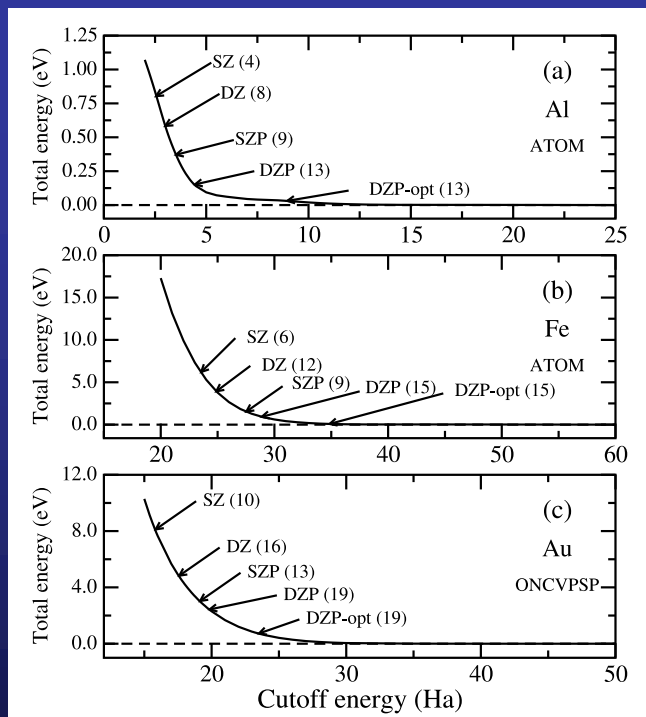 1.25
1.00
0.75
0.50
0.25
0.00
Total energy (eV)
SZ (4)
DZ (8)
SZP (9)
DZP (13)
DZP-opt (13)
(a)
Al
ATOM
0 5 10 15 20 25
20.0
15.0
10.0
5.0
0.0
Total energy (eV)
SZ (6)
DZ (12)
SZP (9)
DZP (15)
DZP-opt (15)
(b)
Fe
ATOM
20 30 40 50 60
12.0
8.0
4.0
0.0
Total energy (eV)
SZ (10)
DZ (16)
SZP (13)
DZP (19)
DZP-opt (19)
(c)
Au
ONCVPSP
20 30 40 50
Cutoff energy (Ha)